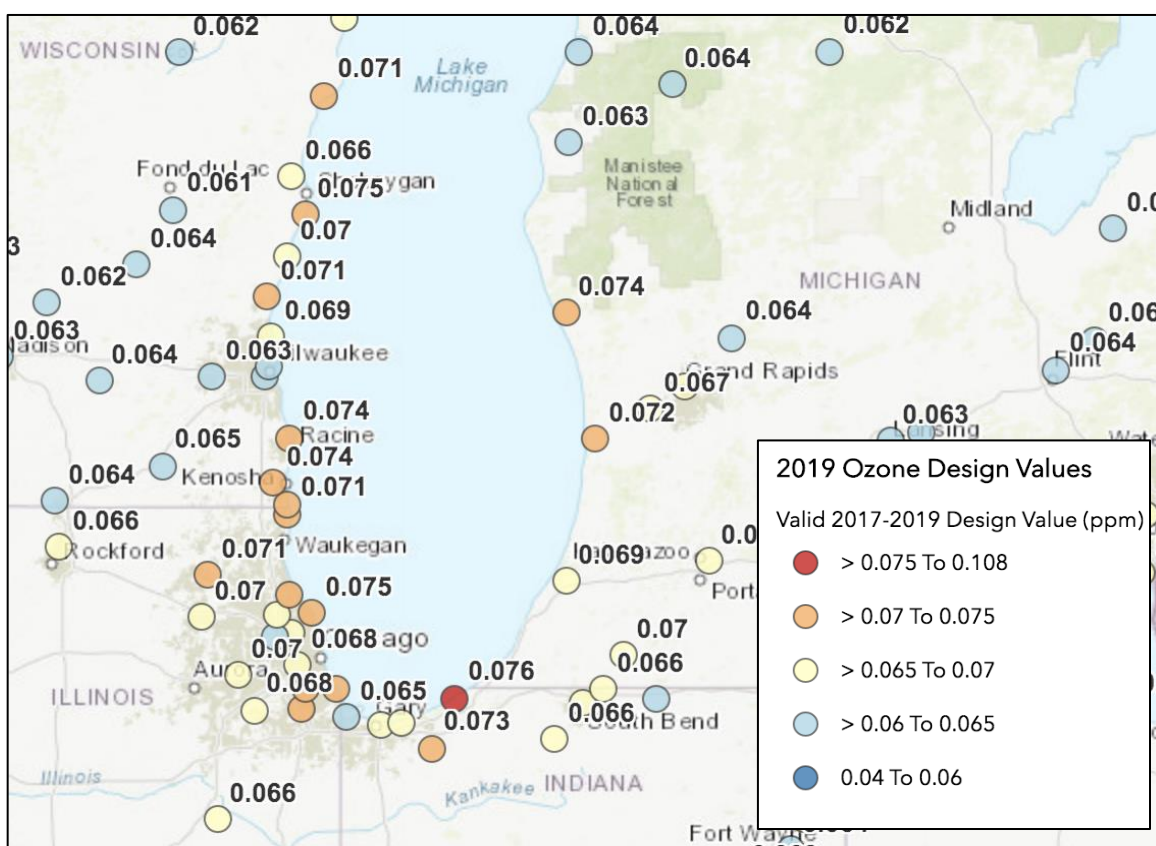 0.062
0.064
0.062
WISCONSIN
0.071
Lake
Michigan
0.064
0.066
0.063
Fond du Lac
0.061
0.075
Manistee
National
Forest
0.07
Midland
0.064
0.071
0.062
0.074
MICHIGAN
0.063
0.069
0.064
0.064
0.063
0.064
Flint
Grand Rapids
0.067
0.074
Racine
0.072
0.063
0.065
0.074
Kenosha
0.064
0.071
0.066
Rockford
0.071
Waukegan
0.069
0.07
0.075
0.07
0.068
0.07
0.066
Aurora
0.076
ILLINOIS
0.068
0.065
Gary
0.073
0.066
South Bend
Illinois
0.066
Kankakee
INDIANA
Fort Wayne
2019 Ozone Design Values
Valid 2017-2019 Design Value (ppm)
> 0.075 To 0.108
> 0.07 To 0.075
> 0.065 To 0.07
> 0.06 To 0.065
0.04 To 0.06